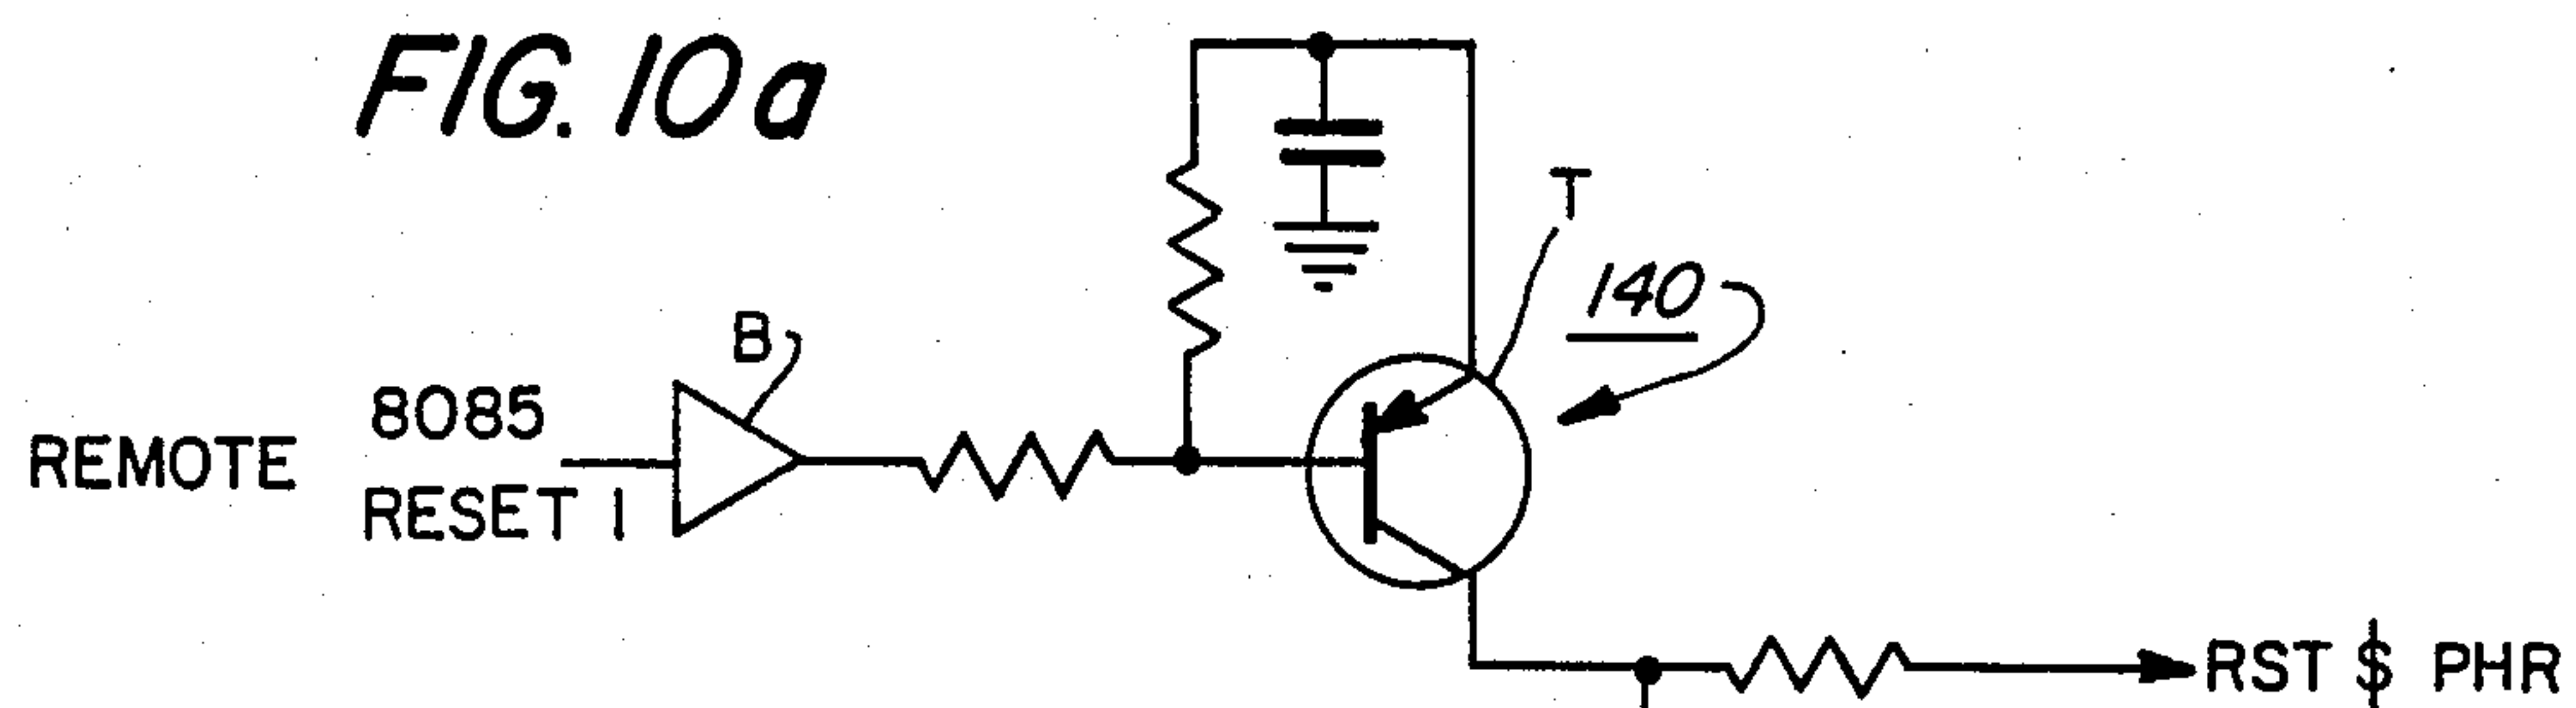 FIG. 10a
T
140
B
REMOTE 8085 RESET 1
RST $ PHR